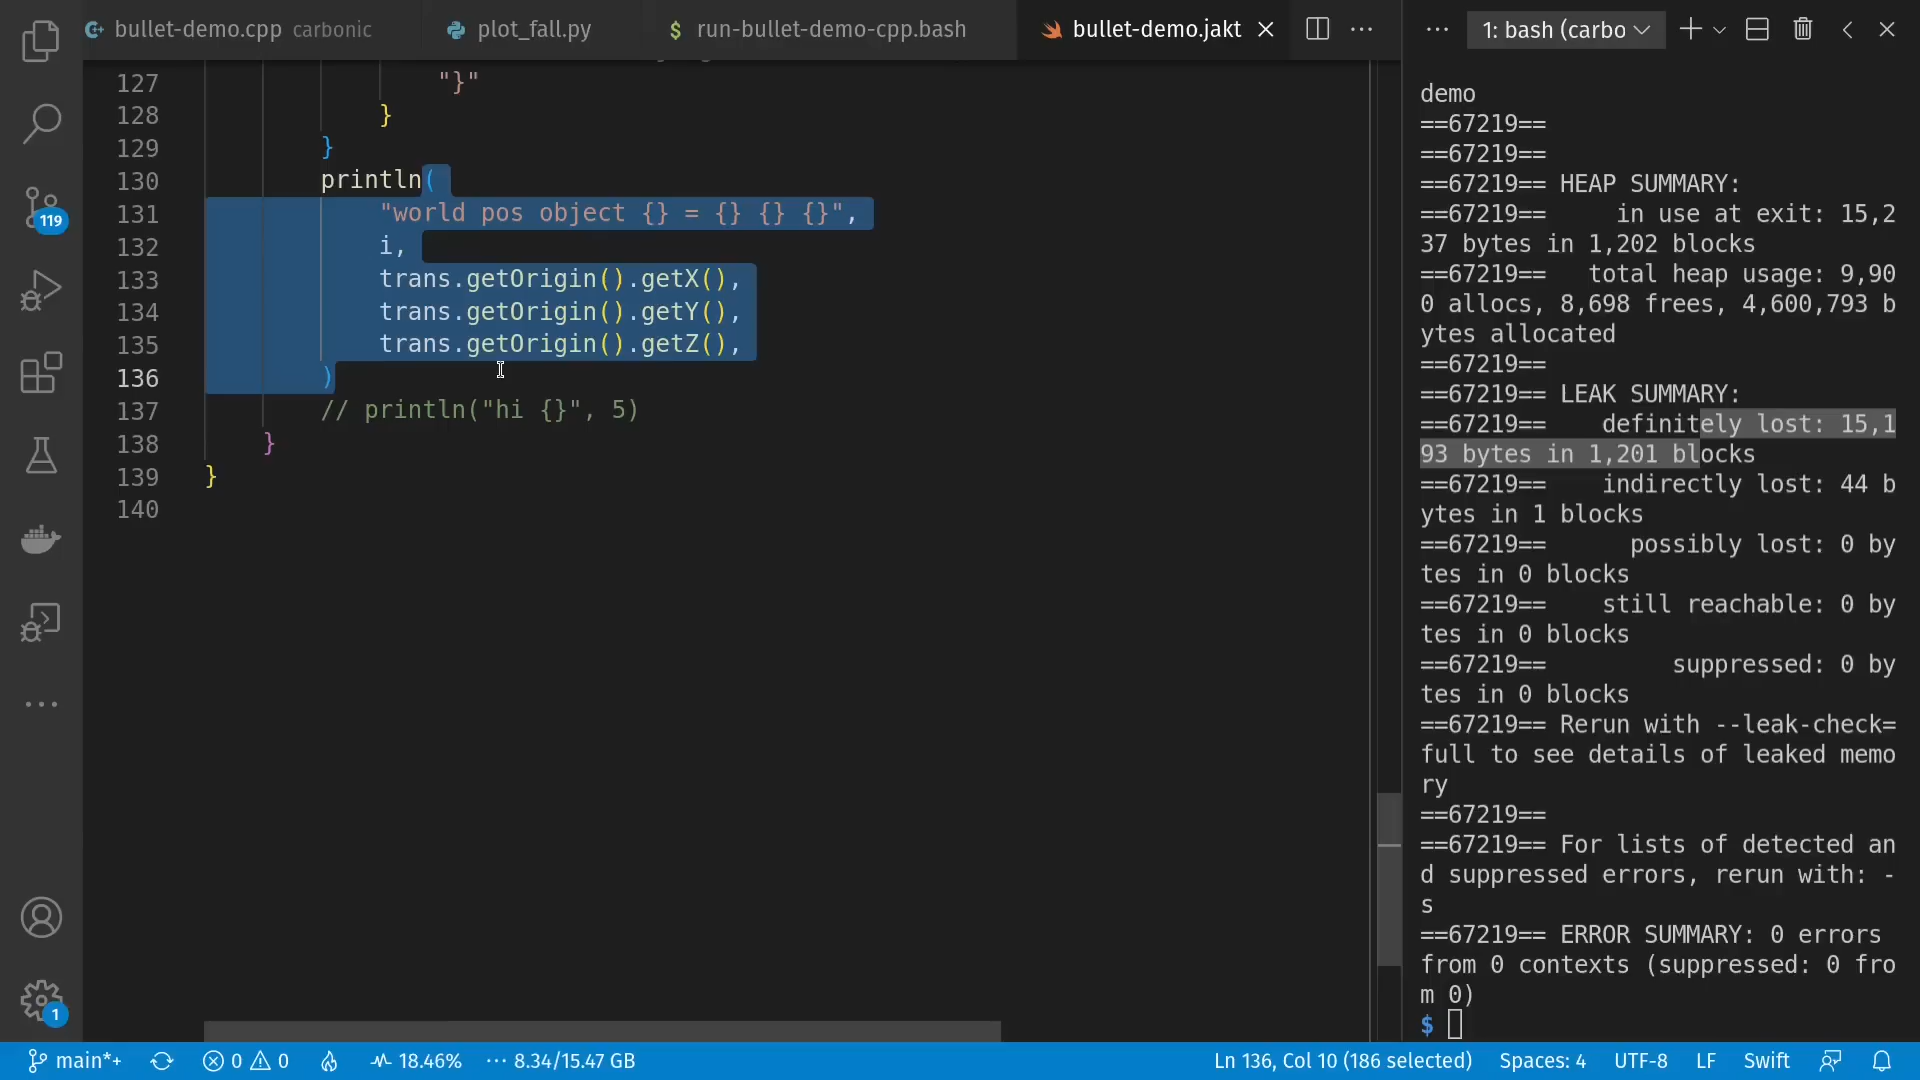 bullet-demo.cpp carbonic
plot_fall.py
$ run-bullet-demo-cpp.bash
bullet-demo.jakt
1: bash (carbo
127 "}"
128 }
129 }
130 println(
131 "world pos object {} = {} {} {}",
132 i,
133 trans.getOrigin().getX(),
134 trans.getOrigin().getY(),
135 trans.getOrigin().getZ(),
136 )
137 // println("hi {}", 5)
138 }
139 }
140
demo
==67219==
==67219==
==67219== HEAP SUMMARY:
==67219==     in use at exit: 15,2
37 bytes in 1,202 blocks
==67219==   total heap usage: 9,90
0 allocs, 8,698 frees, 4,600,793 b
ytes allocated
==67219==
==67219== LEAK SUMMARY:
==67219==    definitely lost: 15,1
93 bytes in 1,201 blocks
==67219==    indirectly lost: 44 b
ytes in 1 blocks
==67219==      possibly lost: 0 by
tes in 0 blocks
==67219==    still reachable: 0 by
tes in 0 blocks
==67219==         suppressed: 0 by
tes in 0 blocks
==67219== Rerun with --leak-check=
full to see details of leaked memo
ry
==67219==
==67219== For lists of detected an
d suppressed errors, rerun with: -
s
==67219== ERROR SUMMARY: 0 errors
from 0 contexts (suppressed: 0 fro
m 0)
$
119
1
main*+ 0 0 18.46% 8.34/15.47 GB Ln 136, Col 10 (186 selected) Spaces: 4 UTF-8 LF Swift